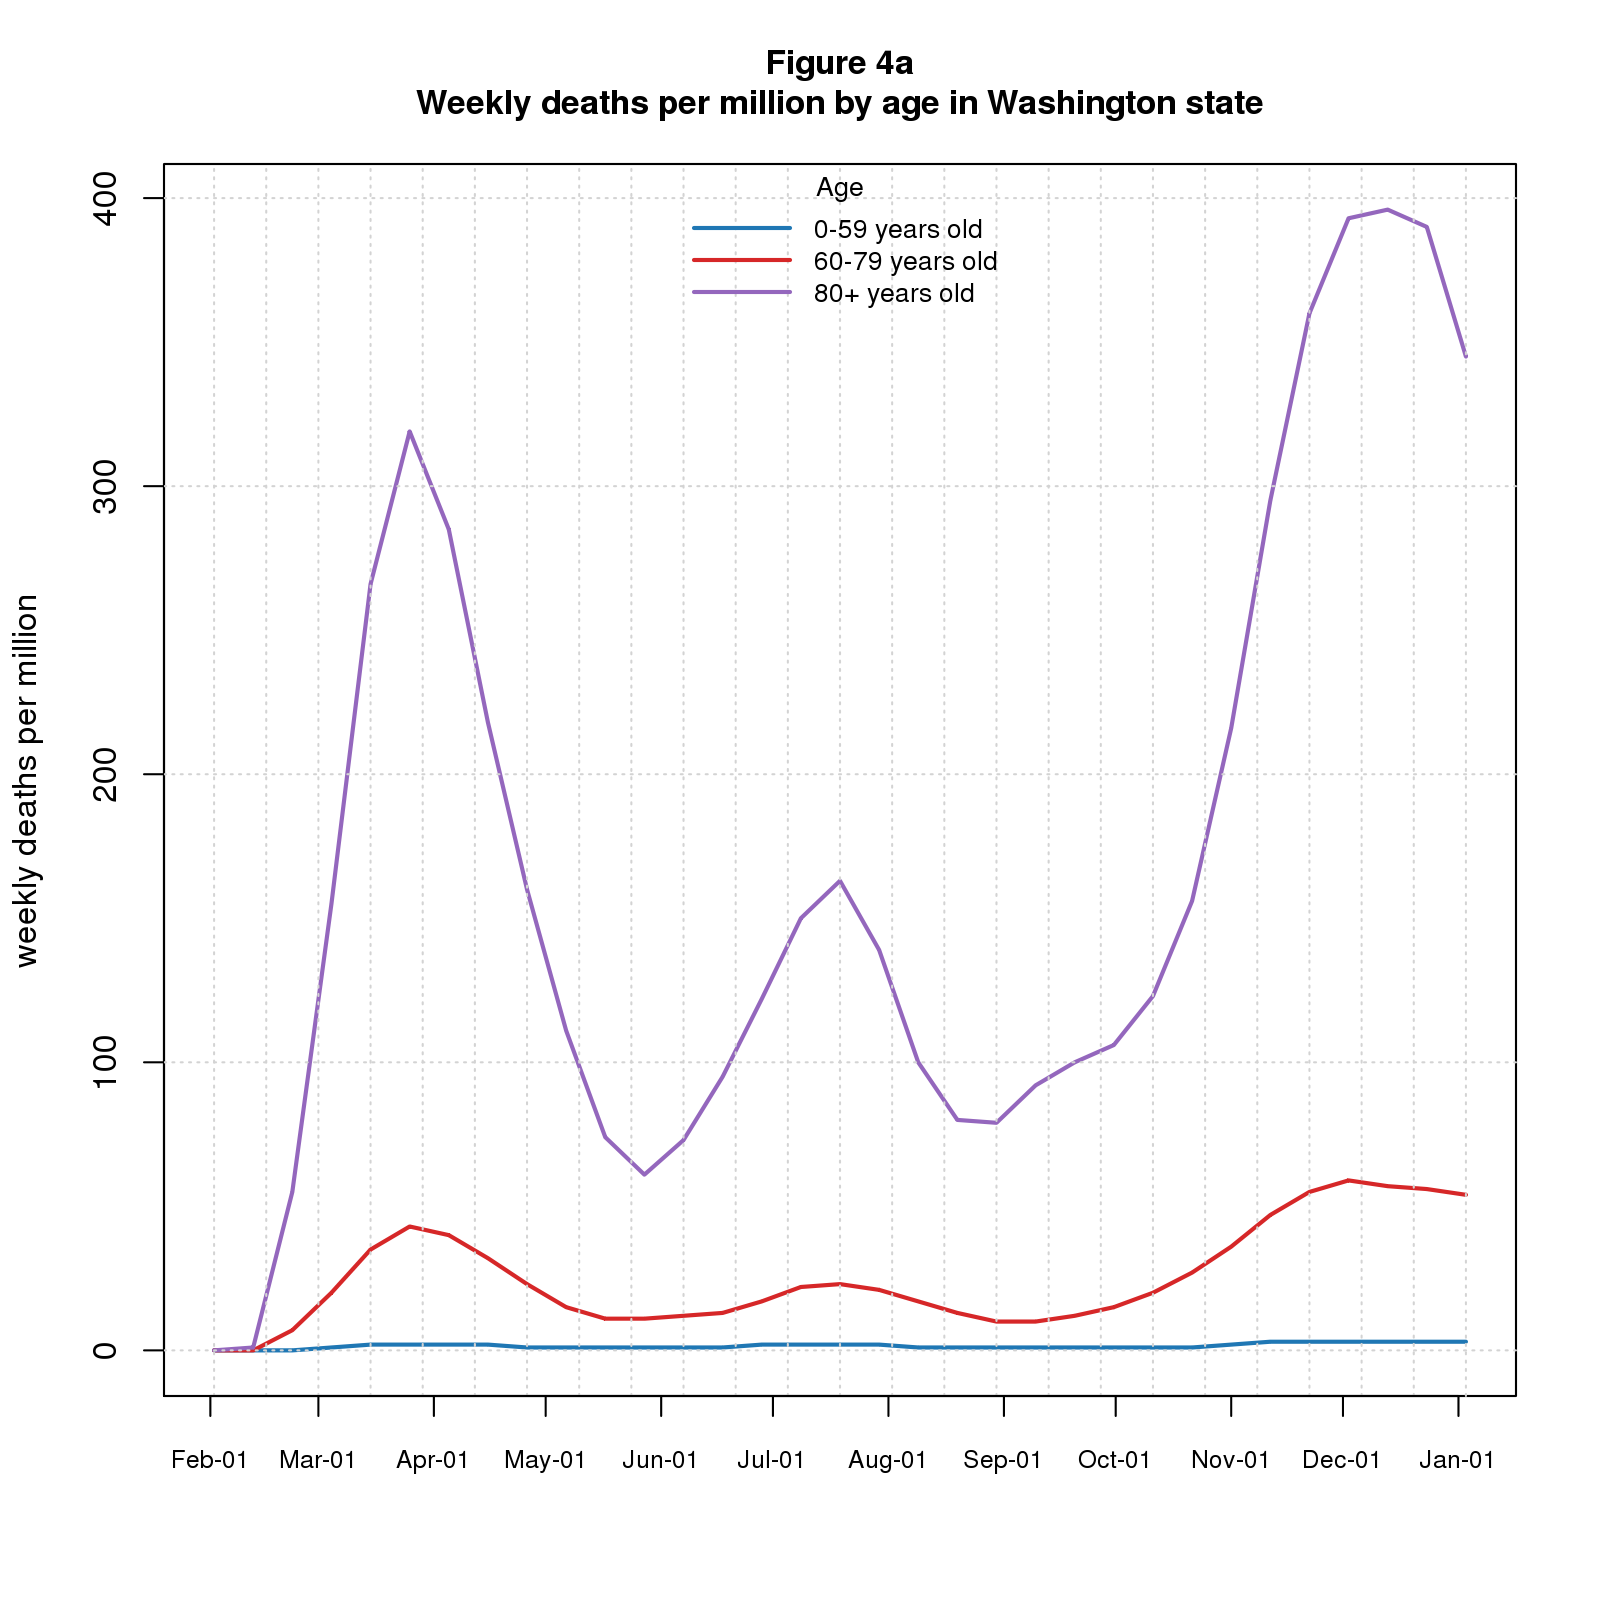 Figure 4a
Weekly deaths per million by age in Washington state
Age
0-59 years old
60-79 years old
80+ years old
weekly deaths per million
400
300
200
100
0
Feb-01 Mar-01 Apr-01 May-01 Jun-01 Jul-01 Aug-01 Sep-01 Oct-01 Nov-01 Dec-01 Jan-01